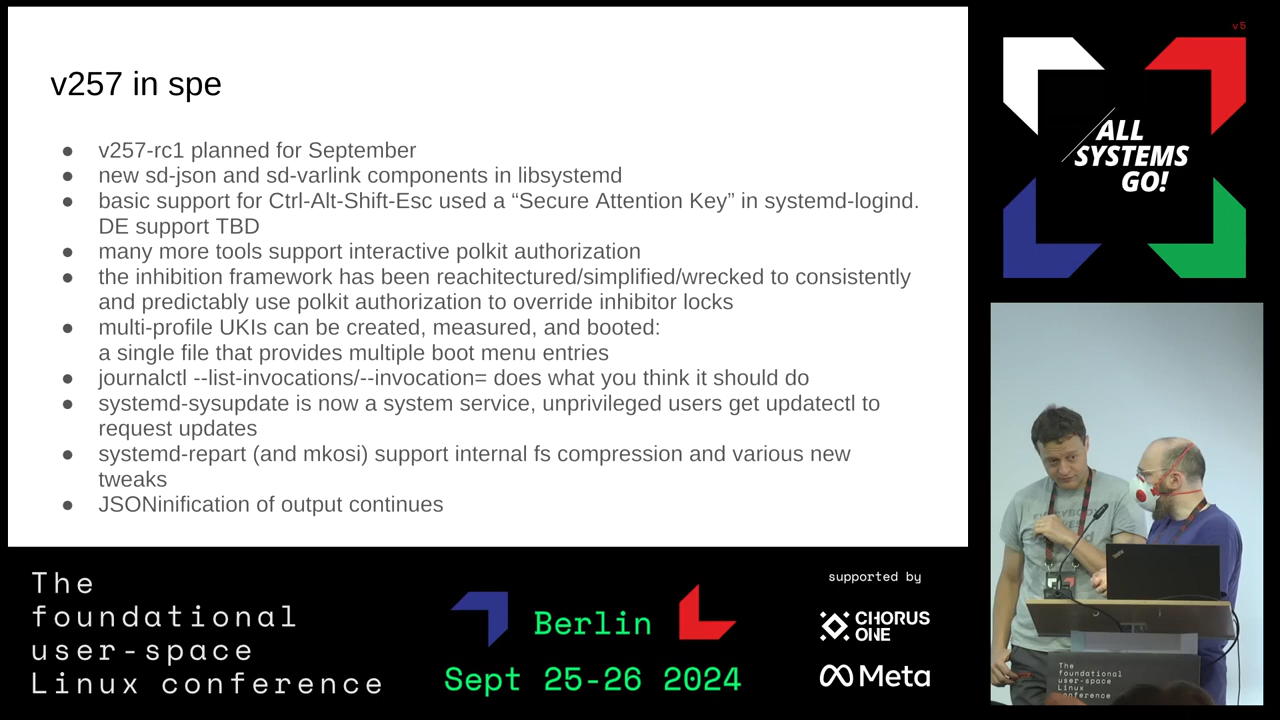 v257 in spe
● v257-rc1 planned for September
● new sd-json and sd-varlink components in libsystemd
● basic support for Ctrl-Alt-Shift-Esc used a “Secure Attention Key” in systemd-logind.
DE support TBD
● many more tools support interactive polkit authorization
● the inhibition framework has been reachitectured/simplified/wrecked to consistently
and predictably use polkit authorization to override inhibitor locks
● multi-profile UKIs can be created, measured, and booted:
a single file that provides multiple boot menu entries
● journalctl --list-invocations/--invocation= does what you think it should do
● systemd-sysupdate is now a system service, unprivileged users get updatectl to
request updates
● systemd-repart (and mkosi) support internal fs compression and various new
tweaks
● JSONinification of output continues
v5
ALL
SYSTEMS
GO!
The
foundational
user-space
Linux conference
Berlin
Sept 25-26 2024
supported by
CHORUS
ONE
Meta
ThinkPad
The
foundational
user-space
Linux
conference